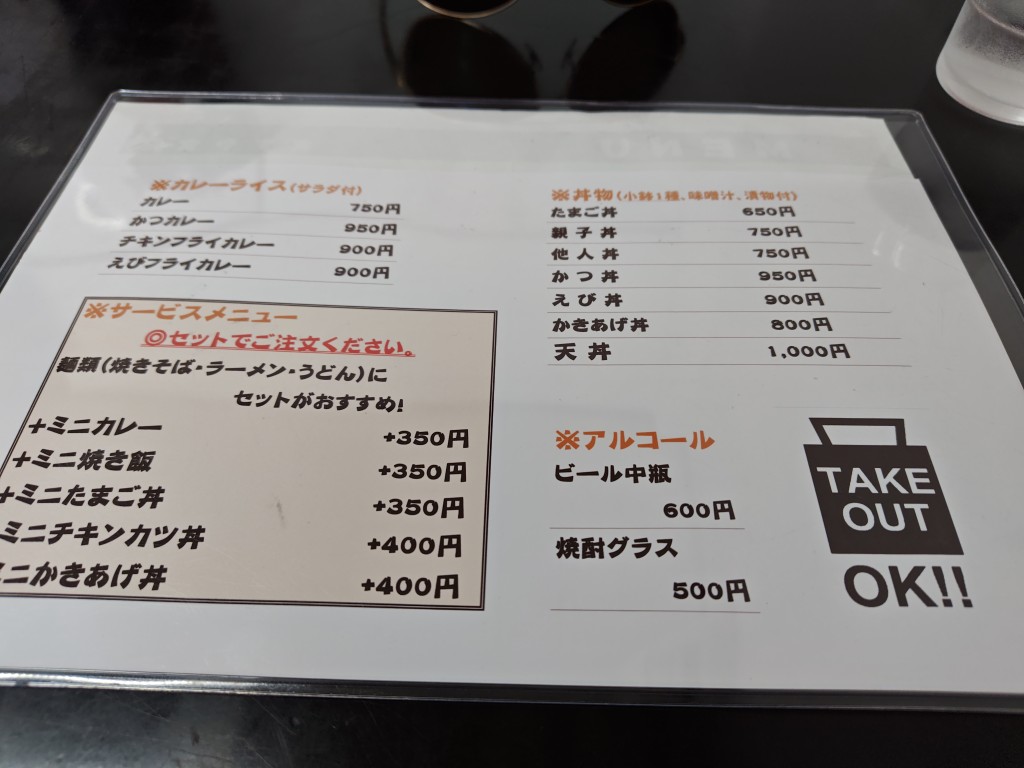 ※カレーライス(サラダ付)
カレー 750円
かつカレー 950円
チキンフライカレー 900円
えびフライカレー 900円
※サービスメニュー
◎セットでご注文ください。
麺類(焼きそば・ラーメン・うどん)に
セットがおすすめ!
+ミニカレー +350円
+ミニ焼き飯 +350円
+ミニたまご丼 +350円
ミニチキンカツ丼 +400円
ミニかきあげ丼 +400円
※丼物(小鉢1種、味噌汁、漬物付)
たまご丼 650円
親子丼 750円
他人丼 750円
かつ丼 950円
えび丼 900円
かきあげ丼 800円
天丼 1,000円
※アルコール
ビール中瓶
600円
焼酎グラス
500円
TAKE
OUT
OK!!